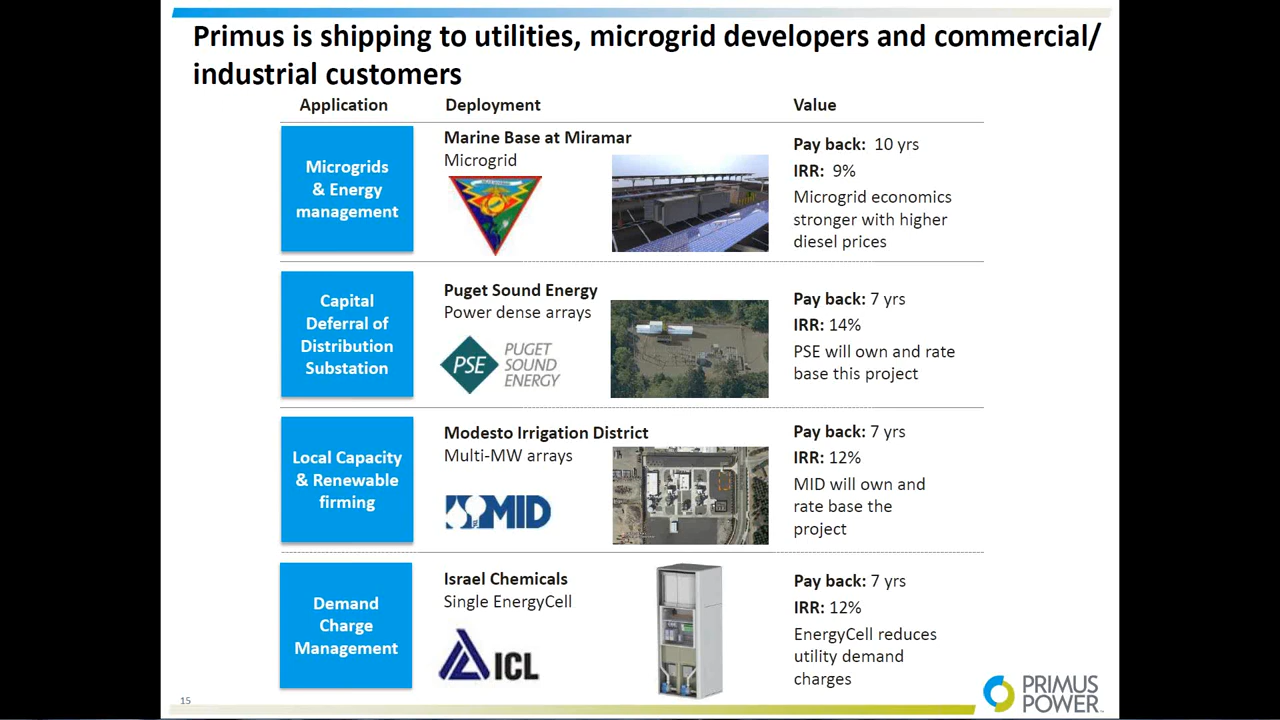 Primus is shipping to utilities, microgrid developers and commercial/
industrial customers
Application
Deployment
Value
Microgrids
& Energy
management
Marine Base at Miramar
Microgrid
Pay back: 10 yrs
IRR: 9%
Microgrid economics
stronger with higher
diesel prices
Capital
Deferral of
Distribution
Substation
Puget Sound Energy
Power dense arrays
PSE
PUGET
SOUND
ENERGY
Pay back: 7 yrs
IRR: 14%
PSE will own and rate
base this project
Local Capacity
& Renewable
firming
Modesto Irrigation District
Multi-MW arrays
MID
Pay back: 7 yrs
IRR: 12%
MID will own and
rate base the
project
Demand
Charge
Management
Israel Chemicals
Single EnergyCell
ICL
Pay back: 7 yrs
IRR: 12%
EnergyCell reduces
utility demand
charges
15
PRIMUS
POWER